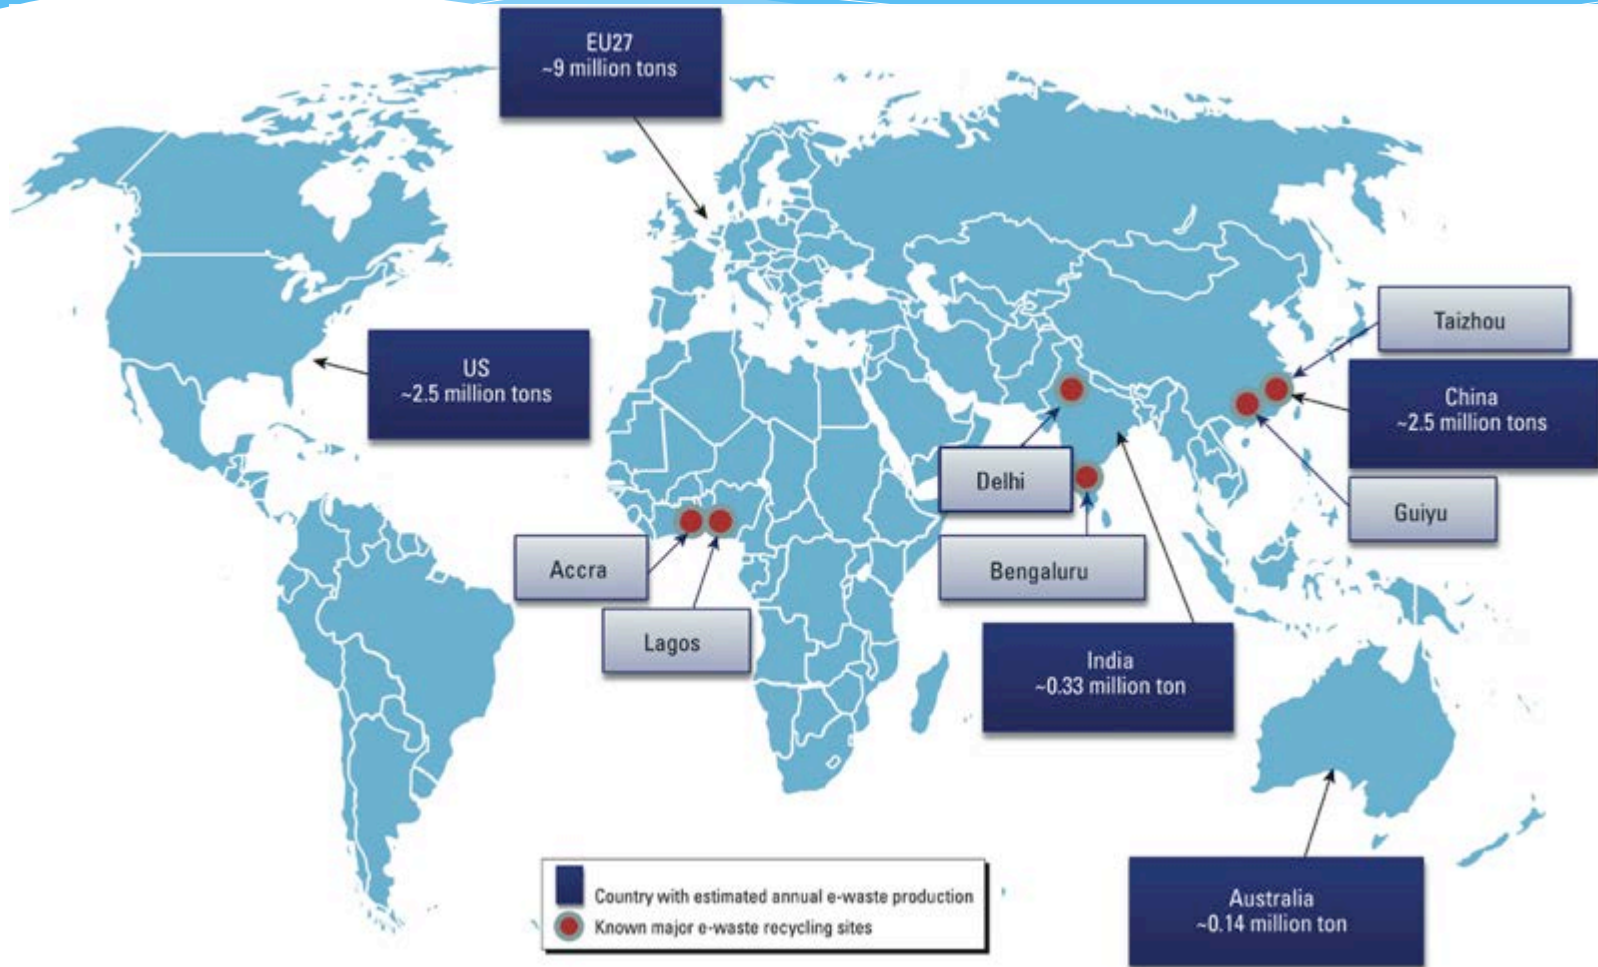 EU27
~9 million tons
US
~2.5 million tons
Taizhou
China
~2.5 million tons
Delhi
Guiyu
Accra
Bengaluru
Lagos
India
~0.33 million ton
Country with estimated annual e-waste production
Known major e-waste recycling sites
Australia
~0.14 million ton